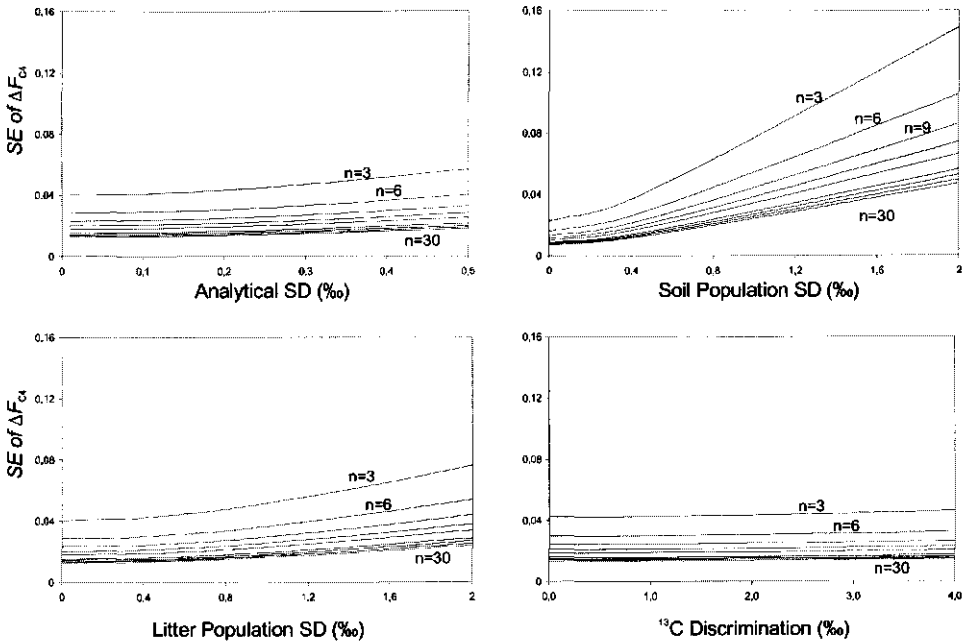 0,16
0,12
0,08
0,04
0
SE of ΔF_C4
n=3
n=6
n=30
0 0,1 0,2 0,3 0,4 0,5
Analytical SD (‰)
0,16
0,12
0,08
0,04
0
n=3
n=6
n=9
n=30
0 0,4 0,8 1,2 1,6 2
Soil Population SD (‰)
0,16
0,12
0,08
0,04
0
SE of ΔF_C4
n=3
n=6
n=30
0 0,4 0,8 1,2 1,6 2
Litter Population SD (‰)
0,16
0,12
0,08
0,04
0
n=3
n=6
n=30
0,0 1,0 2,0 3,0 4,0
¹³C Discrimination (‰)